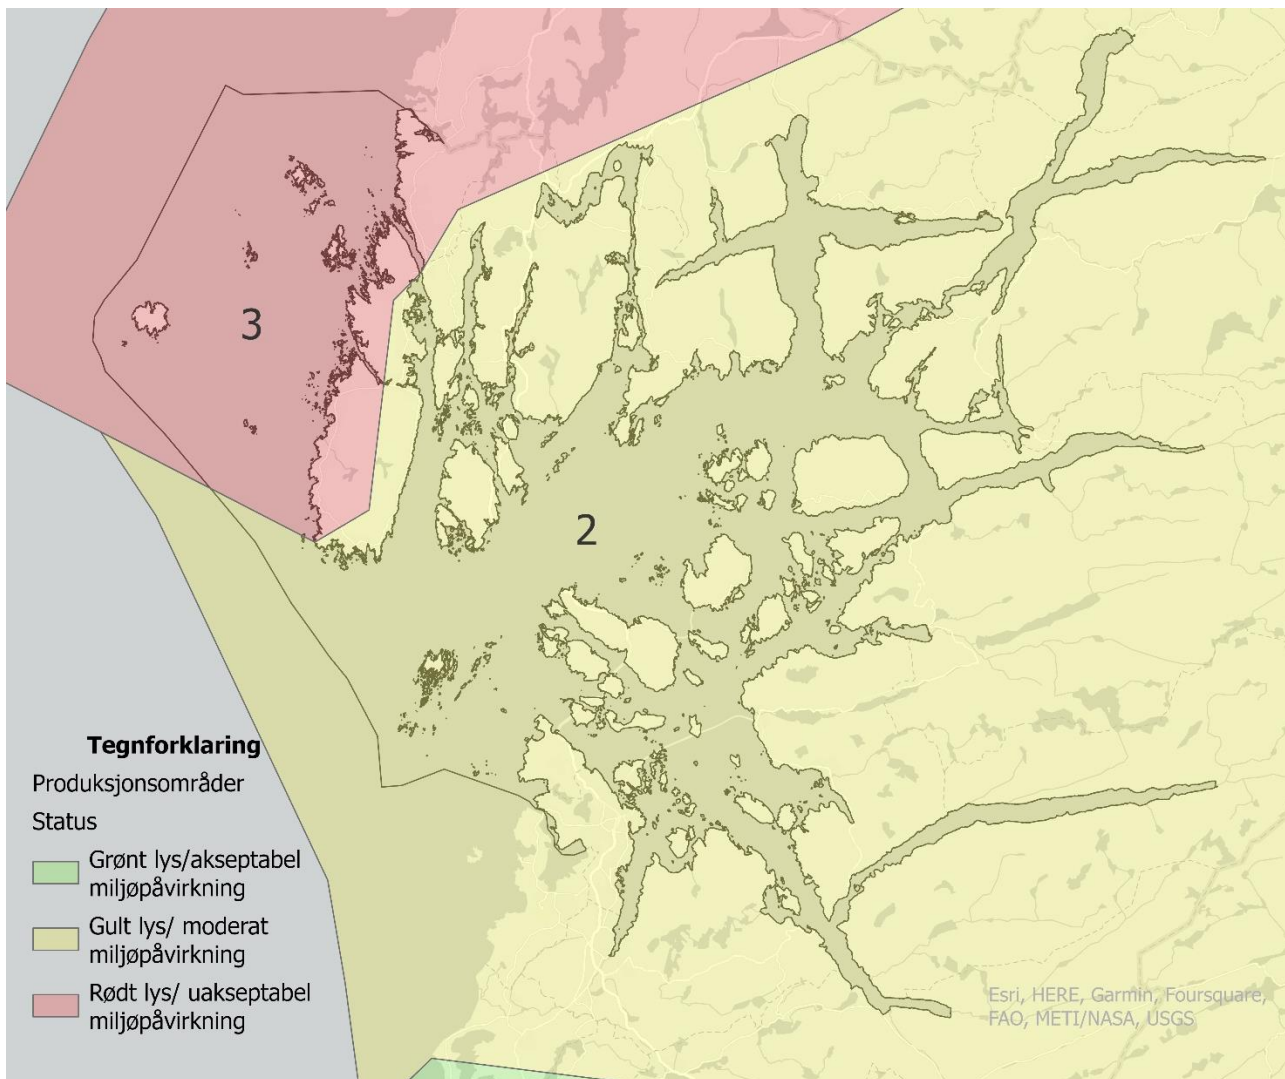 3
2
Tegnforklaring
Produksjonsområder
Status
Grønt lys/akseptabel
miljøpåvirkning
Gult lys/ moderat
miljøpåvirkning
Rødt lys/ uakseptabel
miljøpåvirkning
Esri, HERE, Garmin, Foursquare,
FAO, METI/NASA, USGS